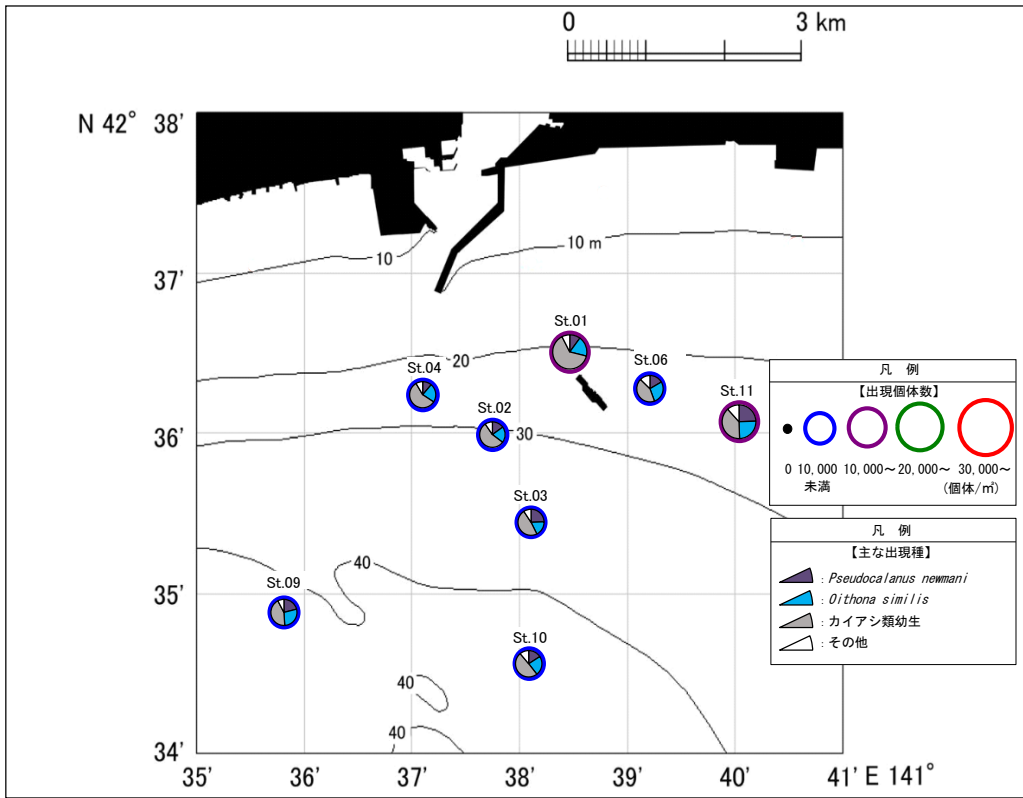 0 3 km
N 42° 38'
10 m
10
37'
St.01
20
St.04
St.06
St.11
凡 例
【出現個体数】
St.02
36'
30
0 10,000未満 10,000～ 20,000～ 30,000～
(個体/㎡)
St.03
凡 例
【主な出現種】
40
: Pseudocalanus newmani
St.09
35'
: Oithona similis
: カイアシ類幼生
: その他
St.10
40
40
34'
35' 36' 37' 38' 39' 40' 41' E 141°